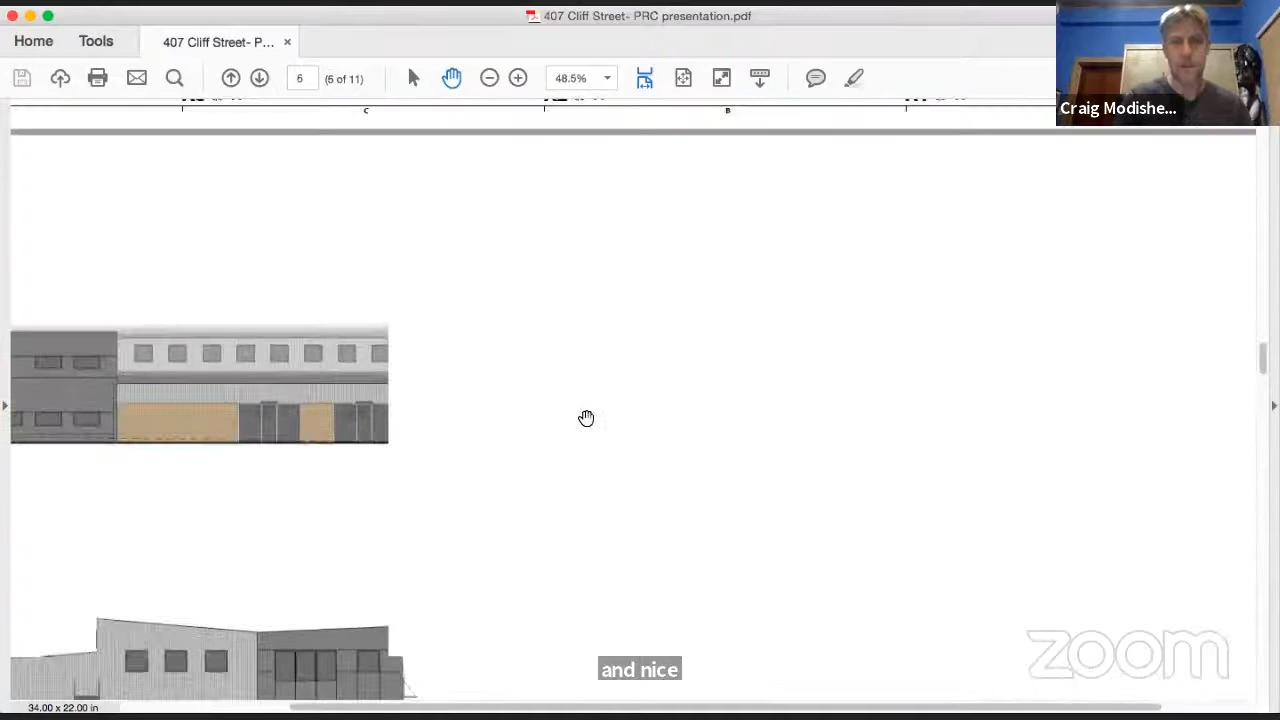 407 Cliff Street- PRC presentation.pdf
Home
Tools
407 Cliff Street- P...
×
6
(6 of 11)
48.5%
C
B
Craig Modishe...
and nice
zoom
34.00 x 22.00 in